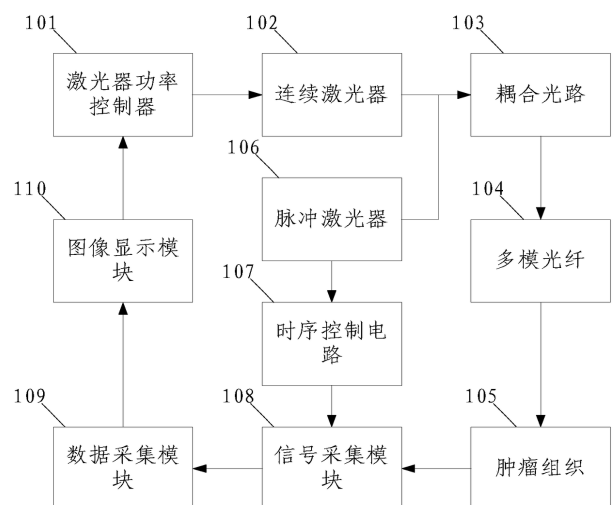 101
激光器功率
控制器
102
连续激光器
103
耦合光路
106
脉冲激光器
110
图像显示模
块
104
多模光纤
107
时序控制电
路
109
数据采集模
块
108
信号采集模块
105
肿瘤组织